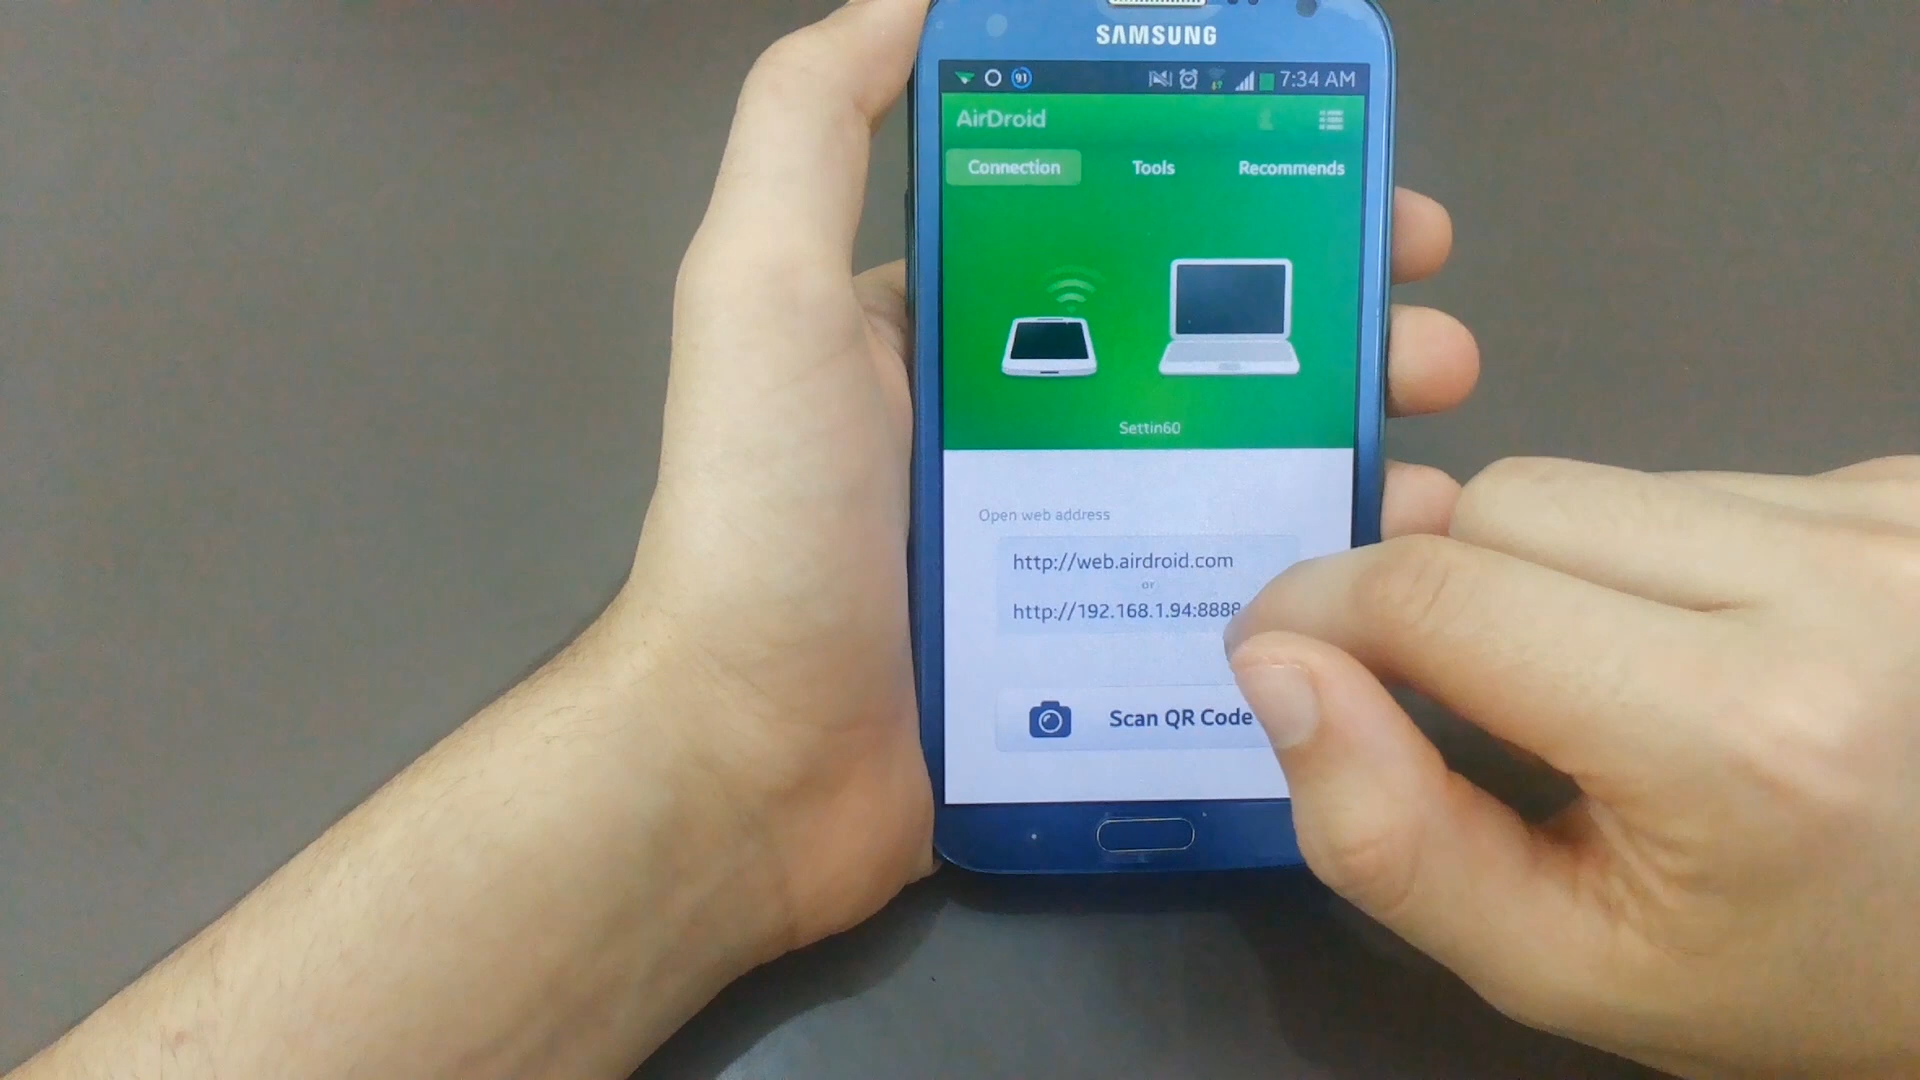 SAMSUNG
91 7:34 AM
AirDroid
Connection Tools Recommends
Settin60
Open web address
http://web.airdroid.com
or
http://192.168.1.94:8888
Scan QR Code